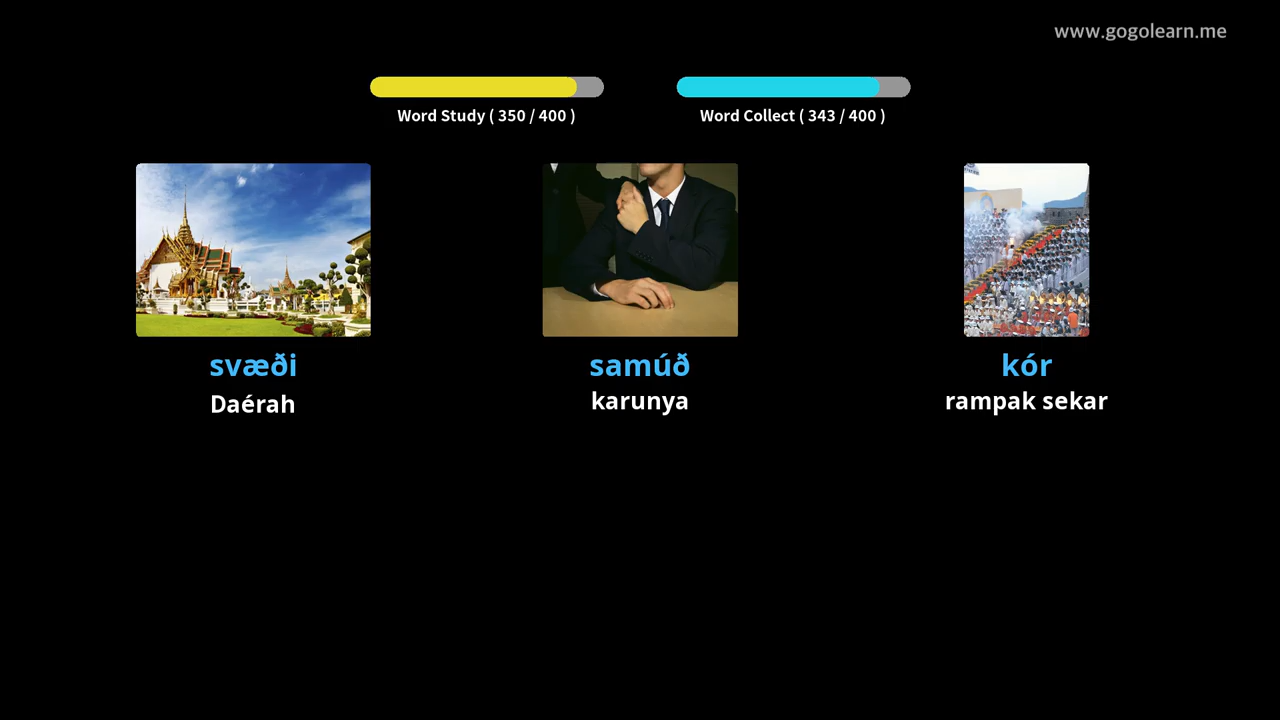 www.gogolearn.me
Word Study ( 350 / 400 )
Word Collect ( 343 / 400 )
svæði
samúð
kór
Daérah
karunya
rampak sekar